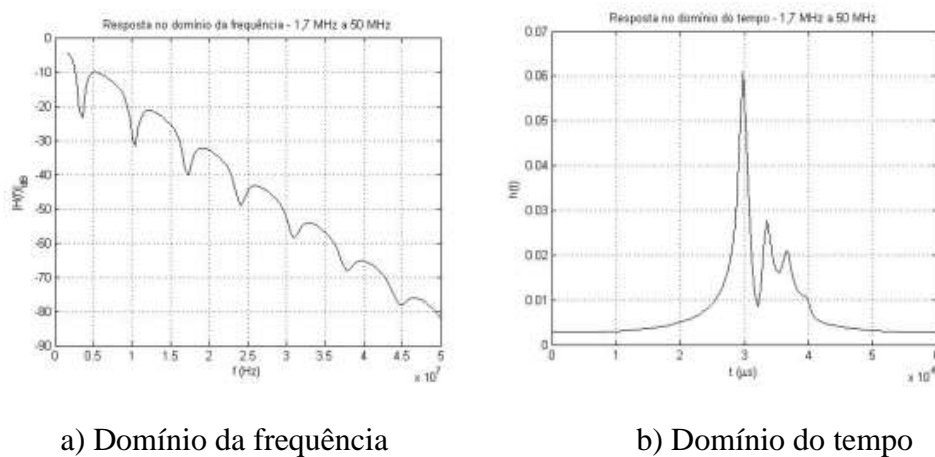 Resposta no domínio da frequência - 1,7 MHz a 50 MHz
0
-10
-20
-30
-40
-50
-60
-70
-80
-90
|H(f)|dB
0 0.5 1 1.5 2 2.5 3 3.5 4 4.5 5
f (Hz)
x 10^7
Resposta no domínio do tempo - 1,7 MHz a 50 MHz
0.07
0.06
0.05
0.04
0.03
0.02
0.01
0
h(t)
0 1 2 3 4 5 6
t (µs)
a) Domínio da frequência
b) Domínio do tempo